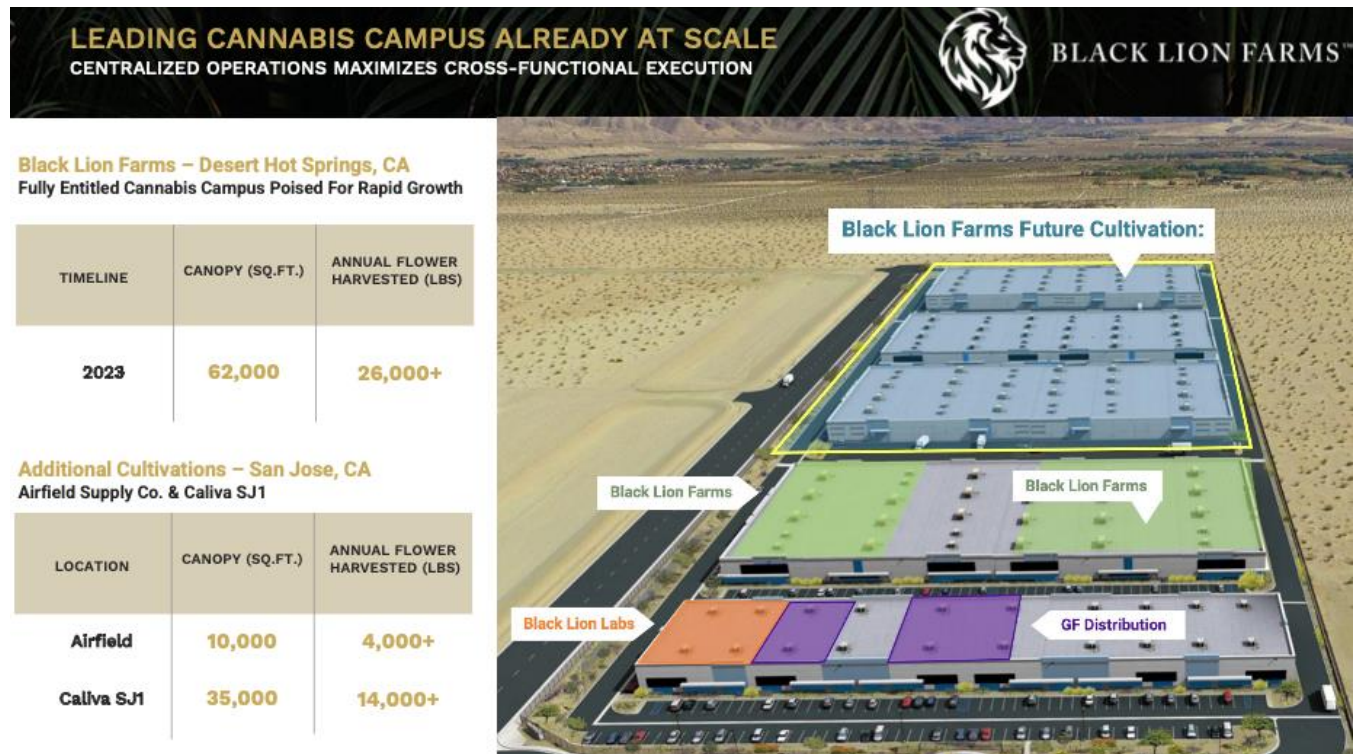 LEADING CANNABIS CAMPUS ALREADY AT SCALE
CENTRALIZED OPERATIONS MAXIMIZES CROSS-FUNCTIONAL EXECUTION
BLACK LION FARMS™
Black Lion Farms – Desert Hot Springs, CA
Fully Entitled Cannabis Campus Poised For Rapid Growth
TIMELINE CANOPY (SQ.FT.) ANNUAL FLOWER
HARVESTED (LBS)
2023 62,000 26,000+
Additional Cultivations – San Jose, CA
Airfield Supply Co. & Caliva SJ1
LOCATION CANOPY (SQ.FT.) ANNUAL FLOWER
HARVESTED (LBS)
Airfield 10,000 4,000+
Caliva SJ1 35,000 14,000+
Black Lion Farms Future Cultivation:
Black Lion Farms
Black Lion Farms
Black Lion Labs
GF Distribution